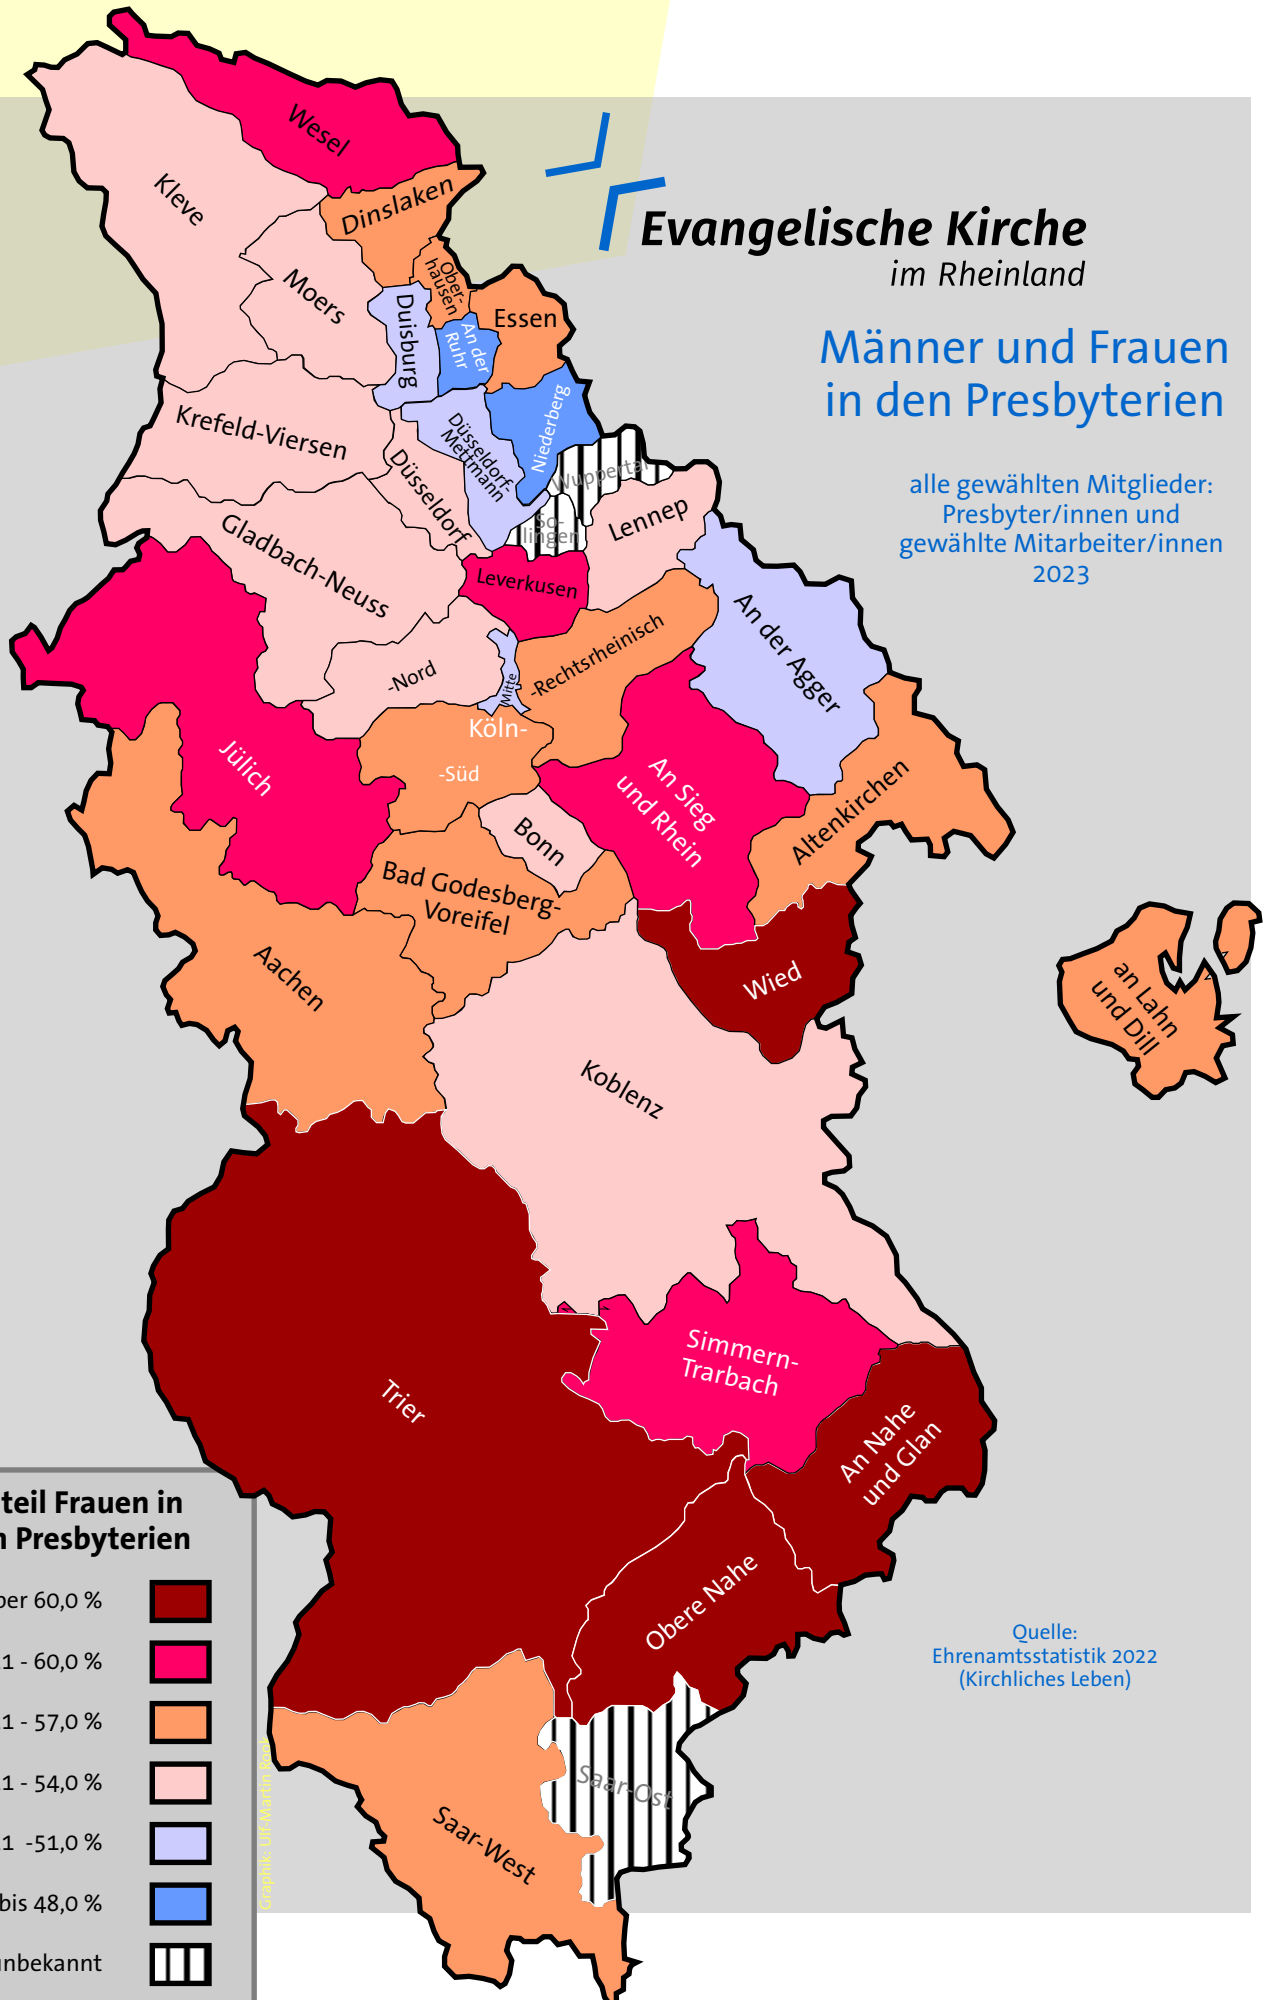 Wesel
Kleve
Dinslaken
Moers
Ober-
hausen
Duisburg
Essen
An der
Ruhr
Niederberg
Krefeld-Viersen
Düsseldorf-
Mettmann
Düsseldorf
Wuppertal
So-
lingen
Lennep
Gladbach-Neuss
Leverkusen
An der Agger
-Rechtsrheinisch
-Nord
Mitte
Köln-
-Süd
Jülich
An Sieg
und Rhein
Altenkirchen
Bonn
Bad Godesberg-
Voreifel
Aachen
Wied
an Lahn
und Dill
Koblenz
Simmern-
Trarbach
Trier
An Nahe
und Glan
Obere Nahe
Saar-Ost
Saar-West
Evangelische Kirche
im Rheinland
Männer und Frauen
in den Presbyterien
alle gewählten Mitglieder:
Presbyter/innen und
gewählte Mitarbeiter/innen
2023
Quelle:
Ehrenamtsstatistik 2022
(Kirchliches Leben)
teil Frauen in
Presbyterien
ber 60,0 %
1 - 60,0 %
1 - 57,0 %
1 - 54,0 %
1 -51,0 %
bis 48,0 %
nbekannt
Graphik: Ulf-Martin